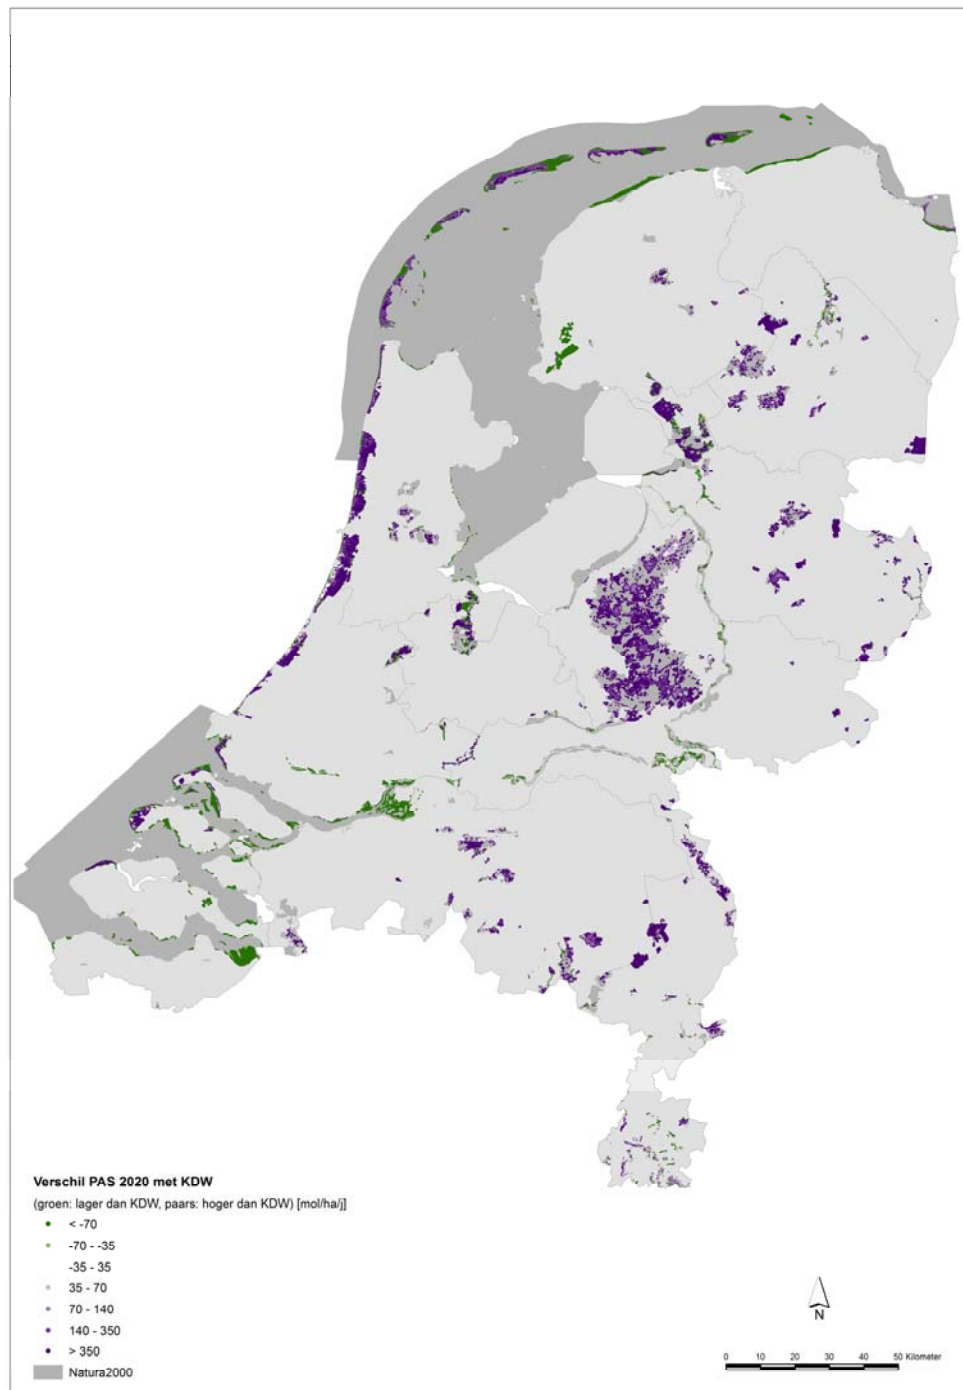 Verschil PAS 2020 met KDW
(groen: lager dan KDW, paars: hoger dan KDW) [mol/ha/j]
< -70
-70 - -35
-35 - 35
35 - 70
70 - 140
140 - 350
> 350
Natura2000
N
0 10 20 30 40 50 Kilometer